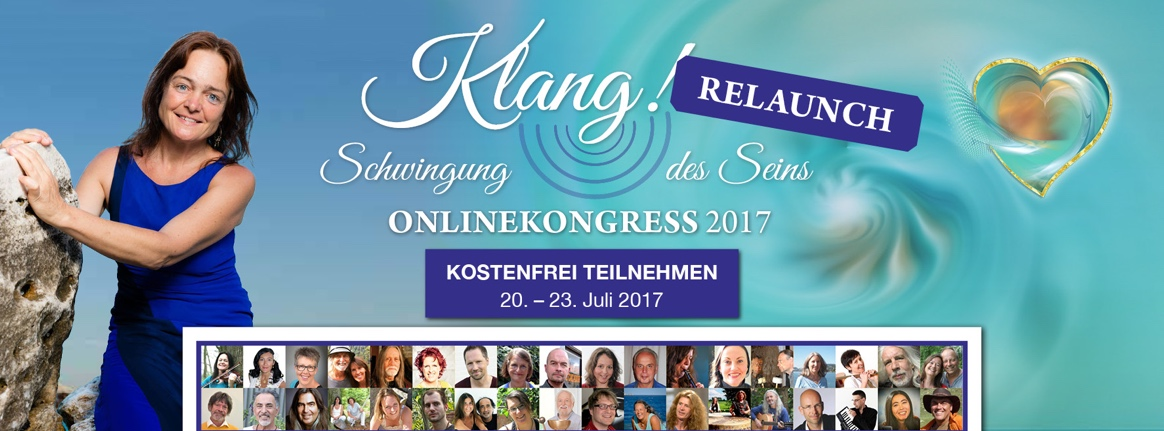 Klang!
RELAUNCH
Schwingung des Seins
ONLINEKONGRESS 2017
KOSTENFREI TEILNEHMEN
20. – 23. Juli 2017